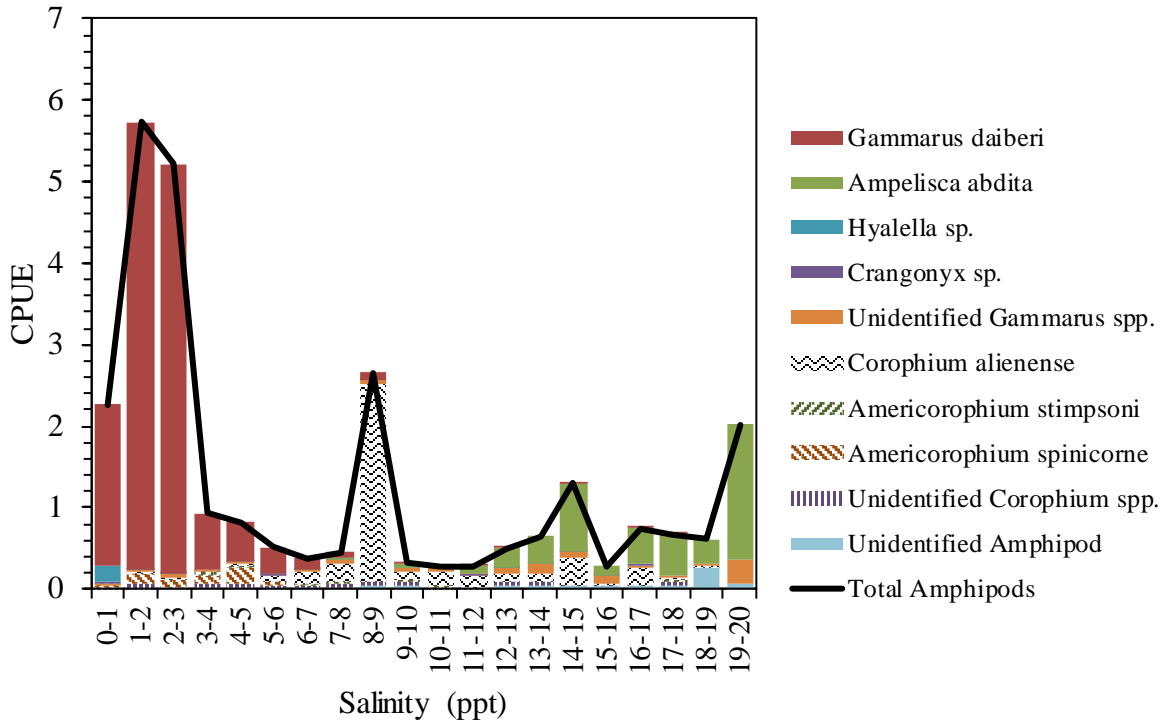 7
6
5
4
3
2
1
0
CPUE
0-1
1-2
2-3
3-4
4-5
5-6
6-7
7-8
8-9
9-10
10-11
11-12
12-13
13-14
14-15
15-16
16-17
17-18
18-19
19-20
Salinity (ppt)
Gammarus daiberi
Ampelisca abdita
Hyalella sp.
Crangonyx sp.
Unidentified Gammarus spp.
Corophium alienense
Americorophium stimpsoni
Americorophium spinicorne
Unidentified Corophium spp.
Unidentified Amphipod
Total Amphipods